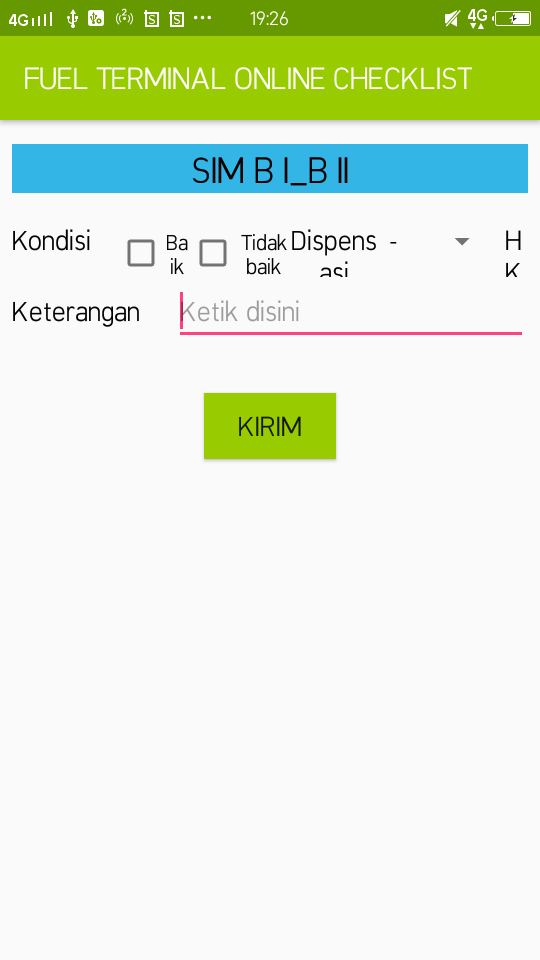 4G 2 S S ... 19:26 4G
FUEL TERMINAL ONLINE CHECKLIST
SIM B I_B II
Kondisi Ba Tidak Dispens - H
ik baik asi K
Keterangan Ketik disini
KIRIM